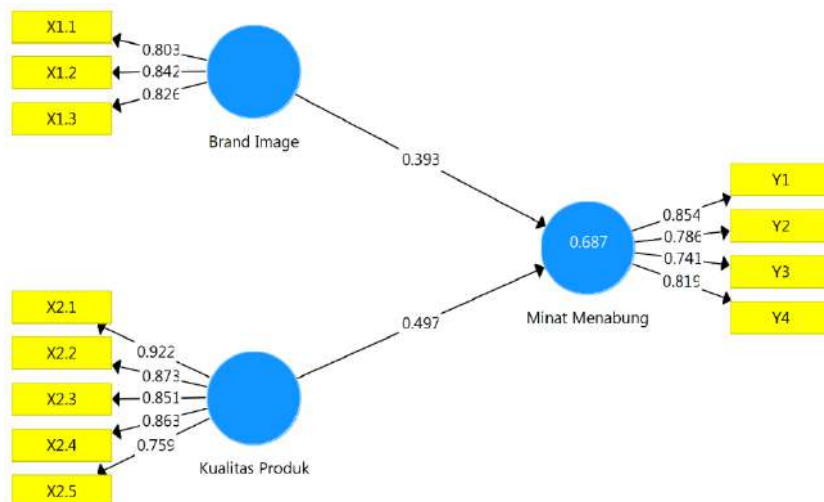 X1.1
X1.2
X1.3
0.803
0.842
0.826
Brand Image
0.393
X2.1
X2.2
X2.3
X2.4
X2.5
0.922
0.873
0.851
0.863
0.759
Kualitas Produk
0.497
0.687
Minat Menabung
0.854
0.786
0.741
0.819
Y1
Y2
Y3
Y4